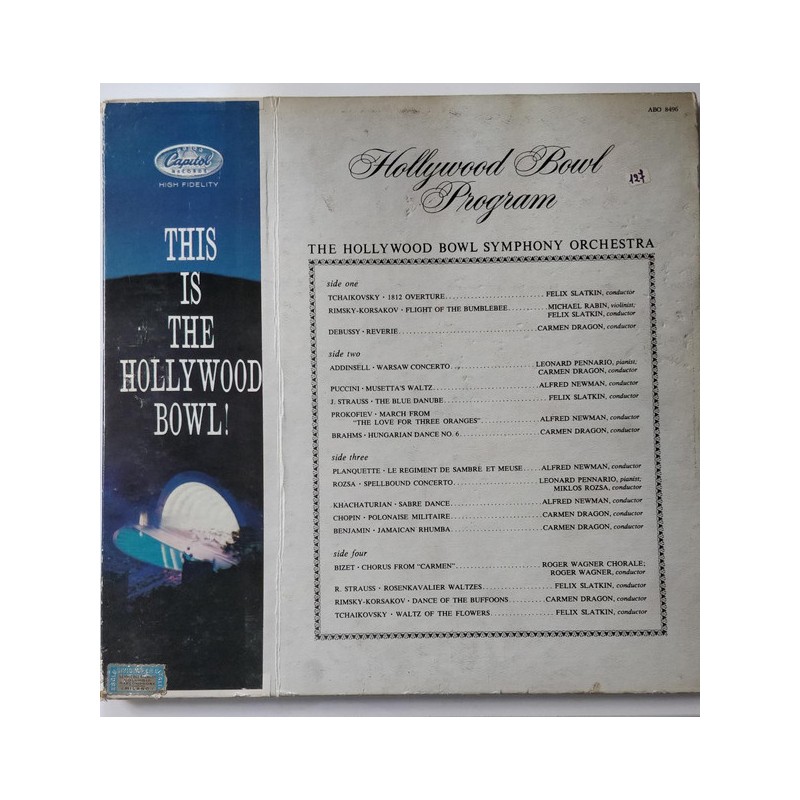 ABO 8496
Capitol
RECORDS
HIGH FIDELITY
THIS
IS
THE
HOLLYWOOD
BOWL!
Hollywood Bowl
Program
127
THE HOLLYWOOD BOWL SYMPHONY ORCHESTRA
side one
TCHAIKOVSKY · 1812 OVERTURE FELIX SLATKIN, conductor
RIMSKY-KORSAKOV · FLIGHT OF THE BUMBLEBEE MICHAEL RABIN, violinist;
FELIX SLATKIN, conductor
DEBUSSY · REVERIE CARMEN DRAGON, conductor
side two
ADDINSELL · WARSAW CONCERTO LEONARD PENNARIO, pianist;
CARMEN DRAGON, conductor
PUCCINI · MUSETTA'S WALTZ ALFRED NEWMAN, conductor
J. STRAUSS · THE BLUE DANUBE FELIX SLATKIN, conductor
PROKOFIEV · MARCH FROM
"THE LOVE FOR THREE ORANGES" ALFRED NEWMAN, conductor
BRAHMS · HUNGARIAN DANCE NO. 6 CARMEN DRAGON, conductor
side three
PLANQUETTE · LE REGIMENT DE SAMBRE ET MEUSE ALFRED NEWMAN, conductor
ROZSA · SPELLBOUND CONCERTO LEONARD PENNARIO, pianist;
MIKLOS ROZSA, conductor
KHACHATURIAN · SABRE DANCE ALFRED NEWMAN, conductor
CHOPIN · POLONAISE MILITAIRE CARMEN DRAGON, conductor
BENJAMIN · JAMAICAN RHUMBA CARMEN DRAGON, conductor
side four
BIZET · CHORUS FROM "CARMEN" ROGER WAGNER CHORALE;
ROGER WAGNER, conductor
R. STRAUSS · ROSENKAVALIER WALTZES FELIX SLATKIN, conductor
RIMSKY-KORSAKOV · DANCE OF THE BUFFOONS CARMEN DRAGON, conductor
TCHAIKOVSKY · WALTZ OF THE FLOWERS FELIX SLATKIN, conductor